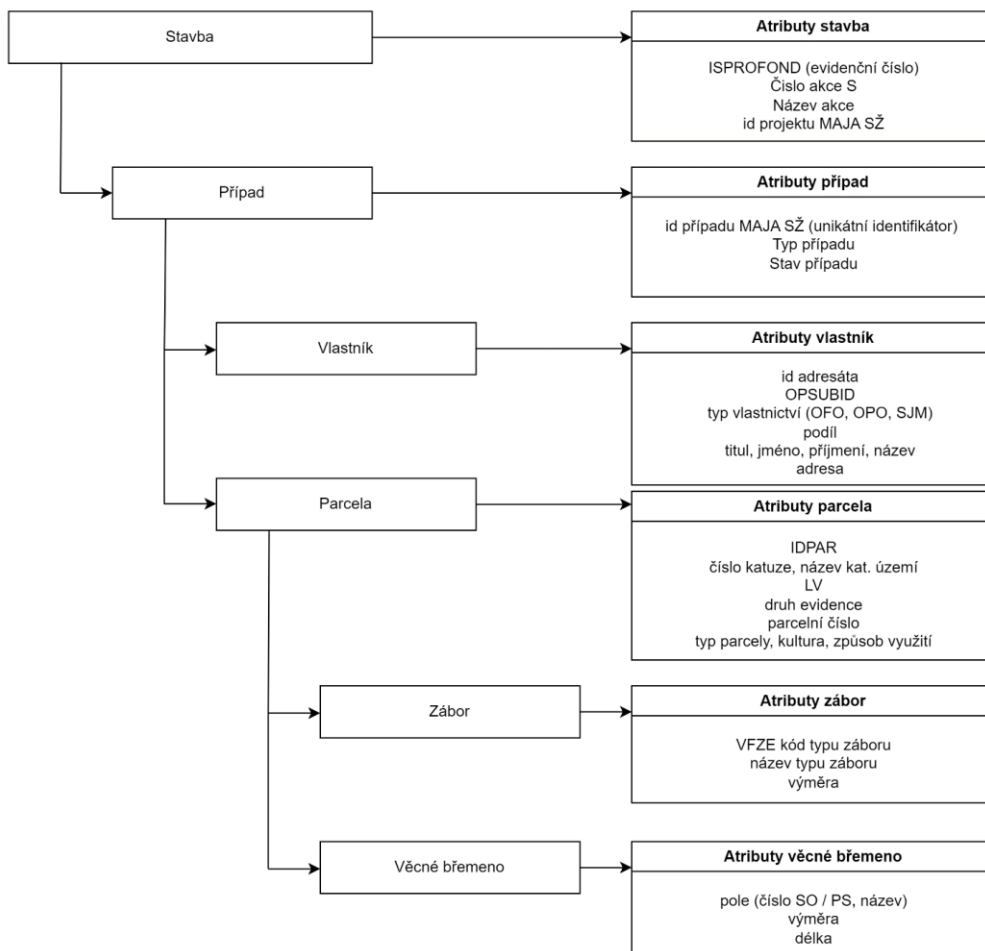 Stavba
Atributy stavba
ISPROFOND (evidenční číslo)
Čislo akce S
Název akce
id projektu MAJA SŽ
Případ
Atributy případ
id případu MAJA SŽ (unikátní identifikátor)
Typ případu
Stav případu
Vlastník
Atributy vlastník
id adresáta
OPSUBID
typ vlastnictví (OFO, OPO, SJM)
podíl
titul, jméno, příjmení, název
adresa
Parcela
Atributy parcela
IDPAR
číslo katuze, název kat. území
LV
druh evidence
parcelní číslo
typ parcely, kultura, způsob využití
Zábor
Atributy zábor
VFZE kód typu záboru
název typu záboru
výměra
Věcné břemeno
Atributy věcné břemeno
pole (číslo SO / PS, název)
výměra
délka